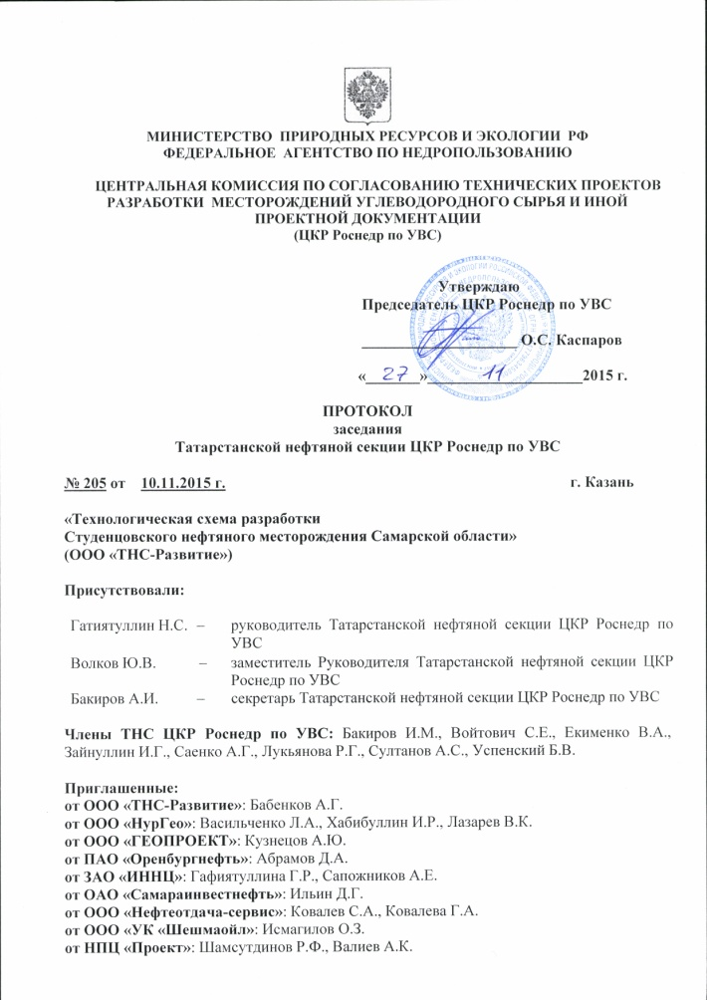 МИНИСТЕРСТВО ПРИРОДНЫХ РЕСУРСОВ И ЭКОЛОГИИ РФ
ФЕДЕРАЛЬНОЕ АГЕНТСТВО ПО НЕДРОПОЛЬЗОВАНИЮ
ЦЕНТРАЛЬНАЯ КОМИССИЯ ПО СОГЛАСОВАНИЮ ТЕХНИЧЕСКИХ ПРОЕКТОВ
РАЗРАБОТКИ МЕСТОРОЖДЕНИЙ УГЛЕВОДОРОДНОГО СЫРЬЯ И ИНОЙ
ПРОЕКТНОЙ ДОКУМЕНТАЦИИ
(ЦКР Роснедр по УВС)
Утверждаю
Председатель ЦКР Роснедр по УВС
____________________ О.С. Каспаров
«__27__»________11____________2015 г.
ПРОТОКОЛ
заседания
Татарстанской нефтяной секции ЦКР Роснедр по УВС
№ 205 от 10.11.2015 г. г. Казань
«Технологическая схема разработки
Студенцовского нефтяного месторождения Самарской области»
(ООО «ТНС-Развитие»)
Присутствовали:
Гатиятуллин Н.С. – руководитель Татарстанской нефтяной секции ЦКР Роснедр по
УВС
Волков Ю.В. – заместитель Руководителя Татарстанской нефтяной секции ЦКР
Роснедр по УВС
Бакиров А.И. – секретарь Татарстанской нефтяной секции ЦКР Роснедр по УВС
Члены ТНС ЦКР Роснедр по УВС: Бакиров И.М., Войтович С.Е., Екименко В.А.,
Зайнуллин И.Г., Саенко А.Г., Лукьянова Р.Г., Султанов А.С., Успенский Б.В.
Приглашенные:
от ООО «ТНС-Развитие»: Бабенков А.Г.
от ООО «НурГео»: Васильченко Л.А., Хабибуллин И.Р., Лазарев В.К.
от ООО «ГЕОПРОЕКТ»: Кузнецов А.Ю.
от ПАО «Оренбургнефть»: Абрамов Д.А.
от ЗАО «ИННЦ»: Гафиятуллина Г.Р., Сапожников А.Е.
от ОАО «Самараинвестнефть»: Ильин Д.Г.
от ООО «Нефтеотдача-сервис»: Ковалев С.А., Ковалева Г.А.
от ООО «УК «Шешмаойл»: Исмагилов О.З.
от НПЦ «Проект»: Шамсутдинов Р.Ф., Валиев А.К.